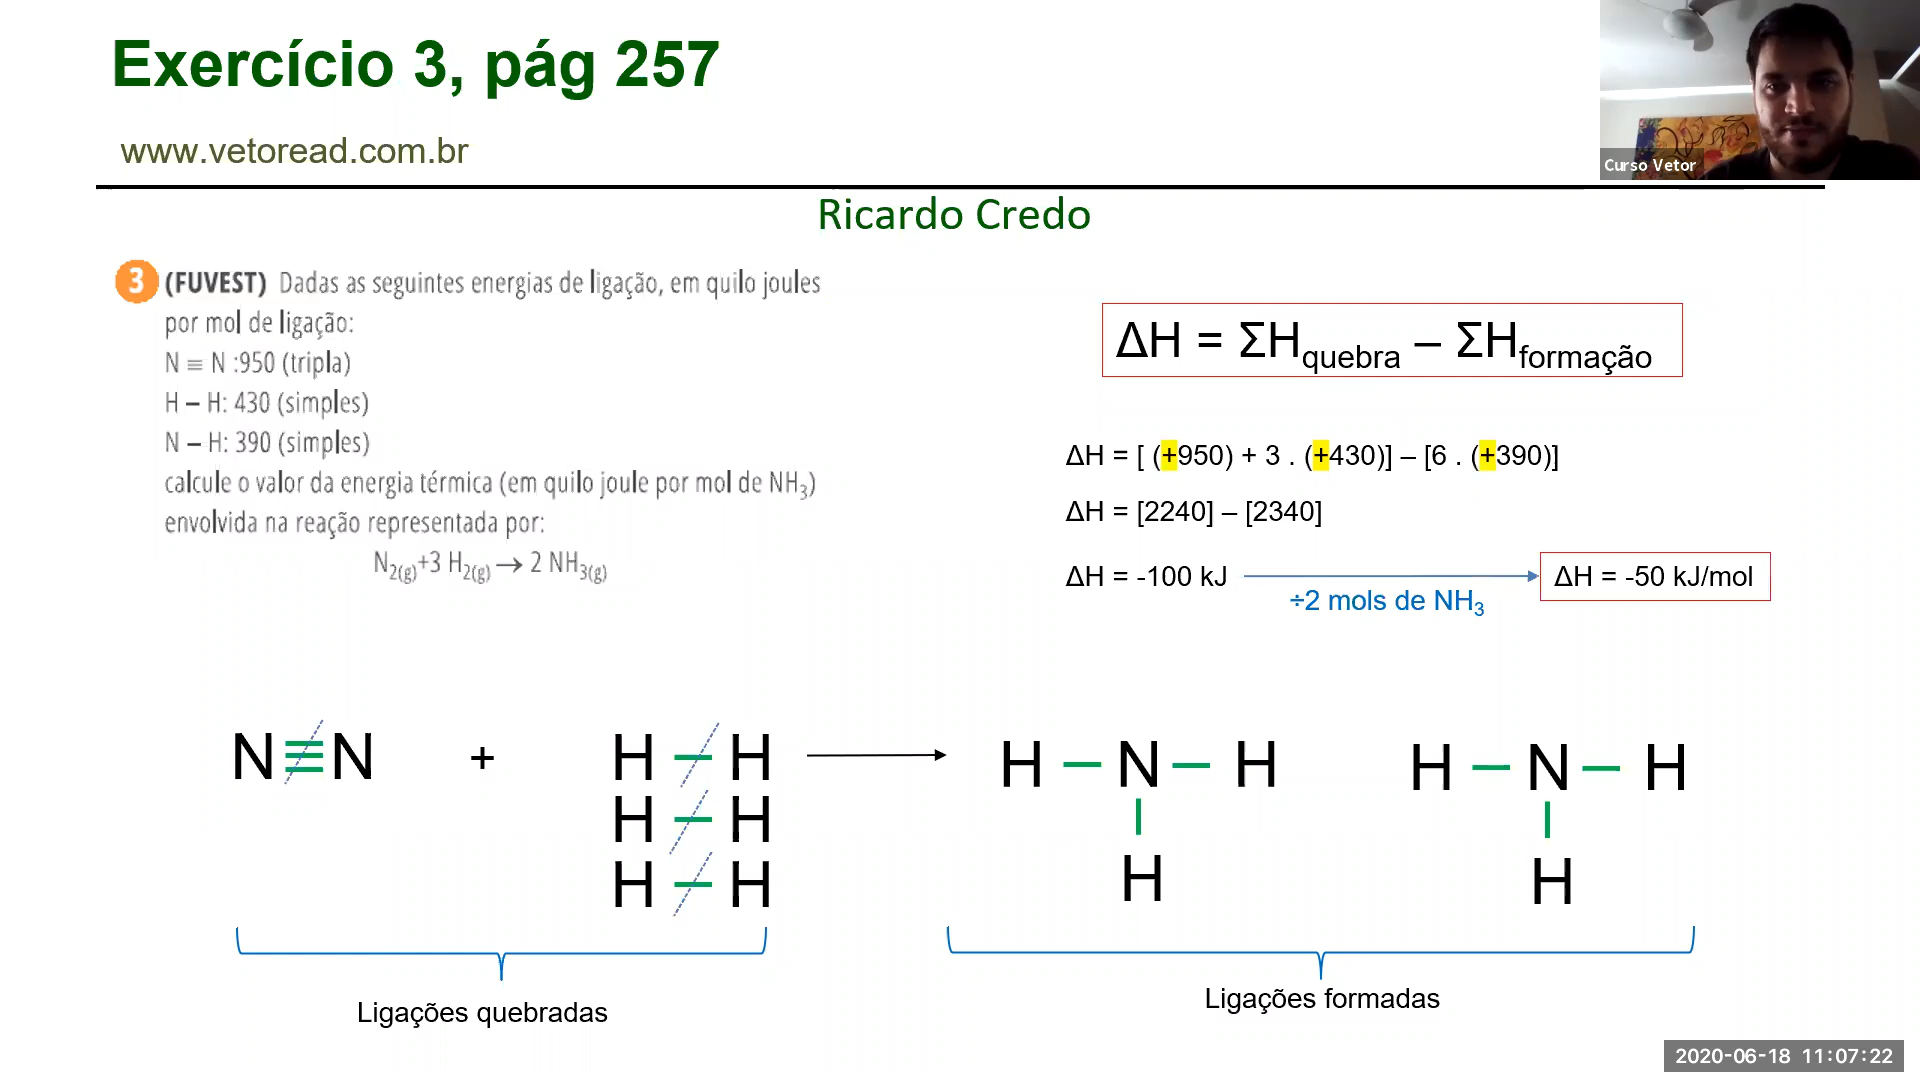 Exercício 3, pág 257
www.vetoread.com.br
Curso Vetor
Ricardo Credo
3 (FUVEST) Dadas as seguintes energias de ligação, em quilo joules
por mol de ligação:
N ≡ N :950 (tripla)
H – H: 430 (simples)
N – H: 390 (simples)
calcule o valor da energia térmica (em quilo joule por mol de NH₃)
envolvida na reação representada por:
N₂(g)+3 H₂(g) → 2 NH₃(g)
ΔH = ΣHquebra – ΣHformação
ΔH = [ (+950) + 3 . (+430)] – [6 . (+390)]
ΔH = [2240] – [2340]
ΔH = -100 kJ
÷2 mols de NH₃
ΔH = -50 kJ/mol
N≡N + H – H → H – N – H H – N – H
H – H
H – H
H H
Ligações quebradas
Ligações formadas
2020-06-18 11:07:22